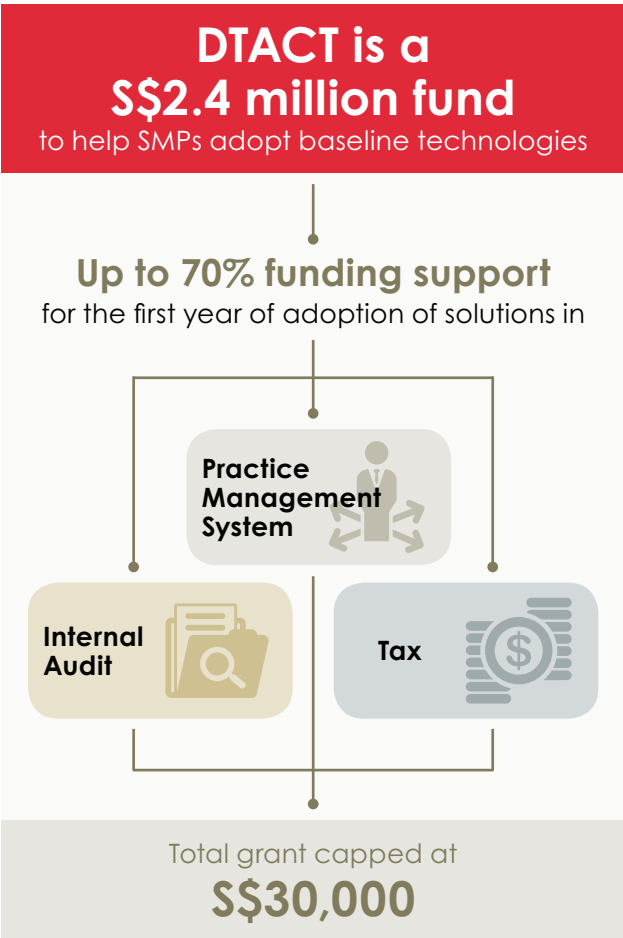 DTACT is a
S$2.4 million fund
to help SMPs adopt baseline technologies
Up to 70% funding support
for the first year of adoption of solutions in
Practice
Management
System
Internal
Audit
Tax
$
Total grant capped at
S$30,000